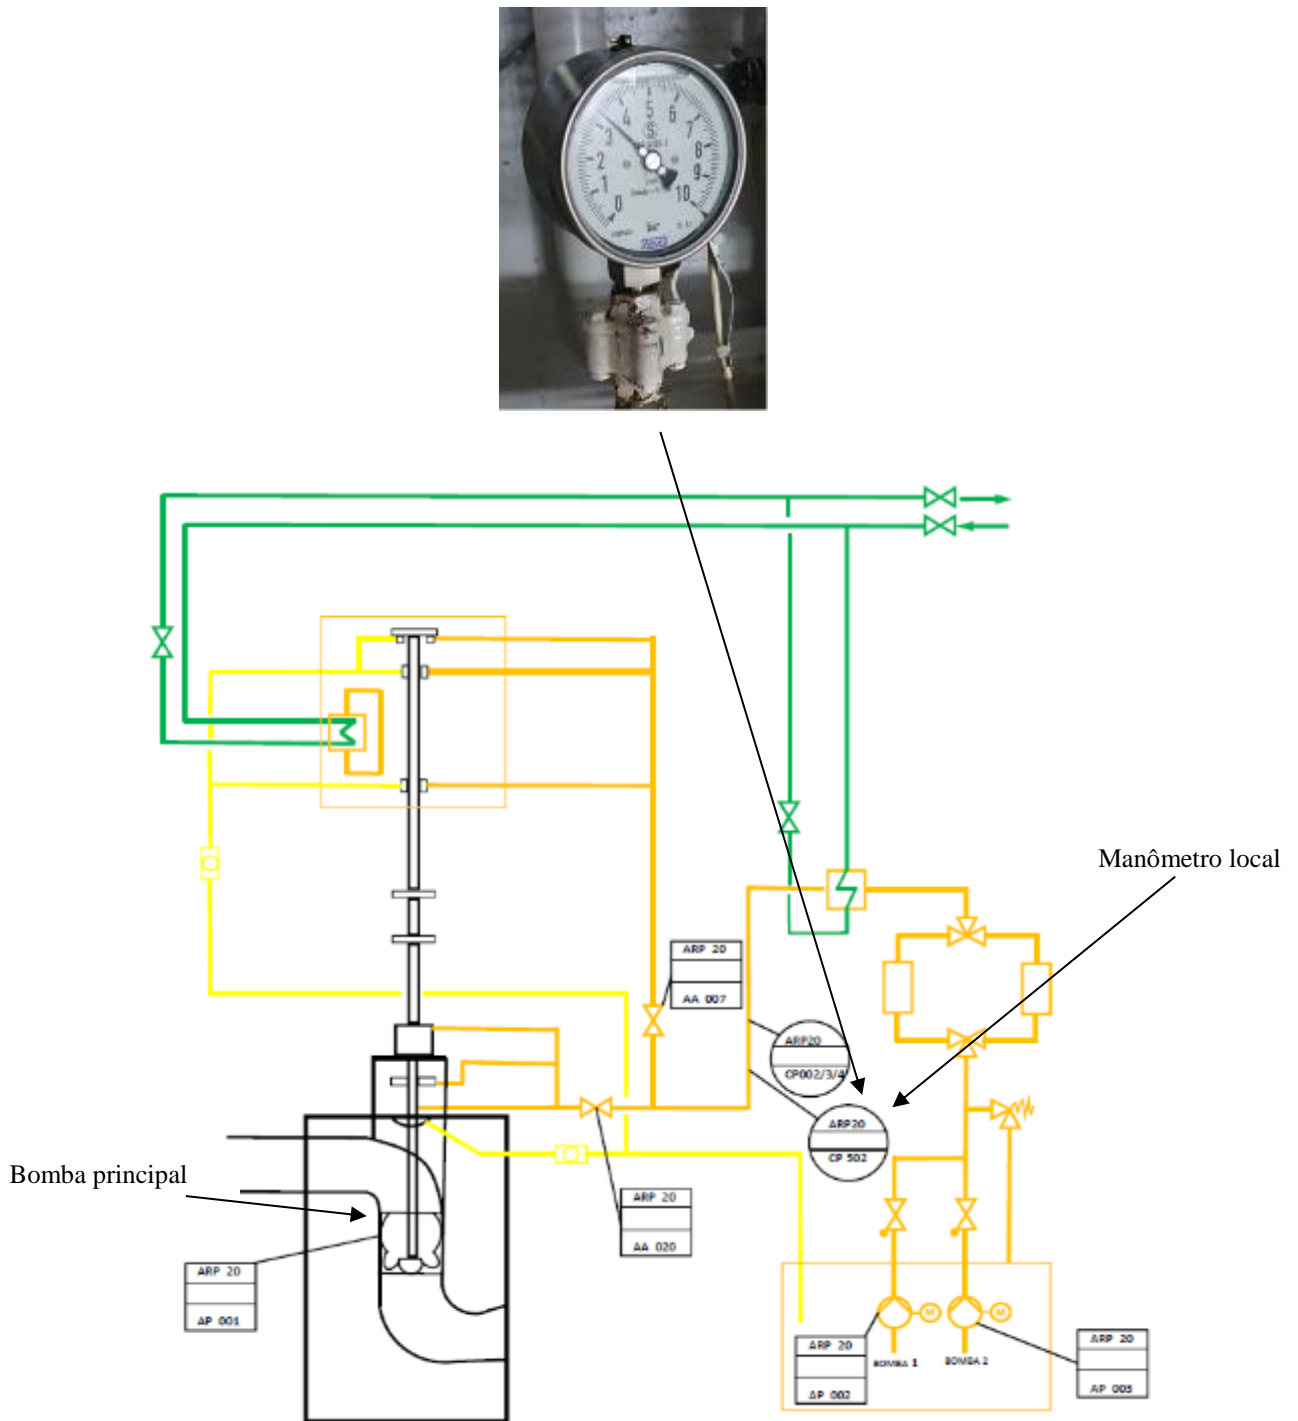 5
4
6
3
7
2
8
1
9
0
10
bar
Manômetro local
ARP 20
AA 007
ARP20
CP002/3/4
ARP20
CP 502
Bomba principal
ARP 20
AA 020
ARP 20
AP 001
M
M
ARP 20
AP 002
BOMBA 1
BOMBA 2
ARP 20
AP 003